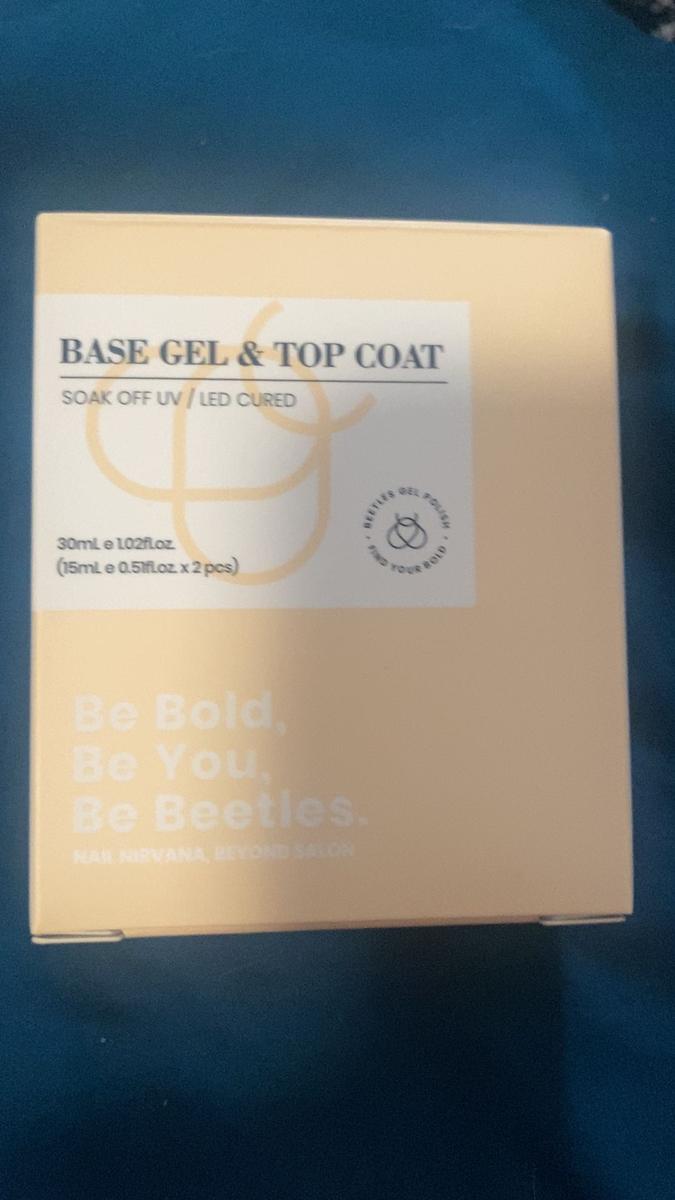 BASE GEL & TOP COAT
SOAK OFF UV / LED CURED
30mL e 1.02fl.oz.
(15mL e 0.51fl.oz. x 2 pcs)
BEETLES GEL POLISH
• FIND YOUR BOLD •
Be Bold,
Be You,
Be Beetles.
NAIL NIRVANA, BEYOND SALON